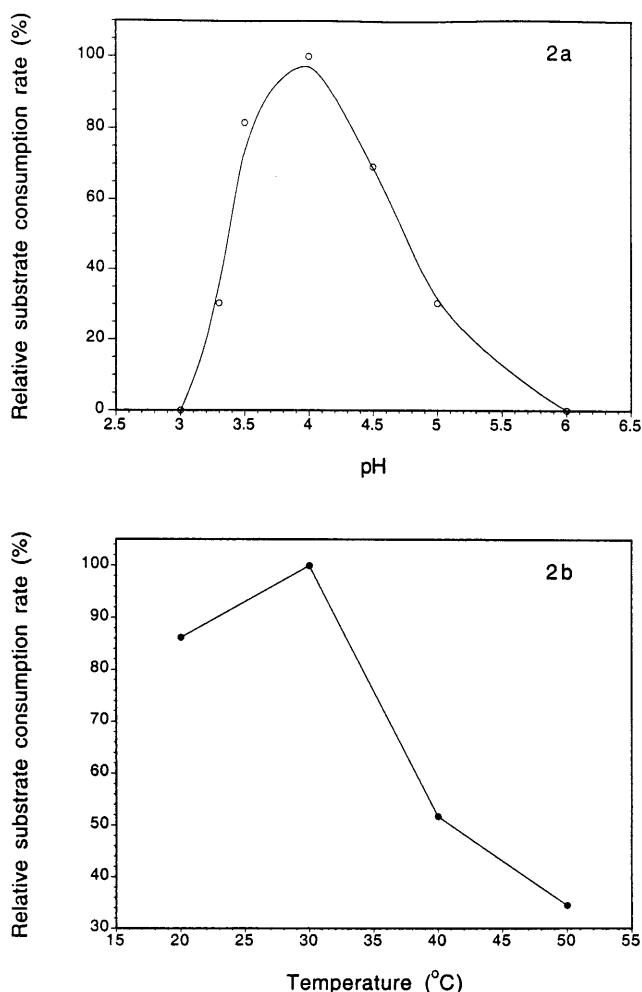 Relative substrate consumption rate (%)
2a
100
80
60
40
20
0
2.5 3 3.5 4 4.5 5 5.5 6 6.5
pH
Relative substrate consumption rate (%)
2b
100
90
80
70
60
50
40
30
15 20 25 30 35 40 45 50 55
Temperature (°C)